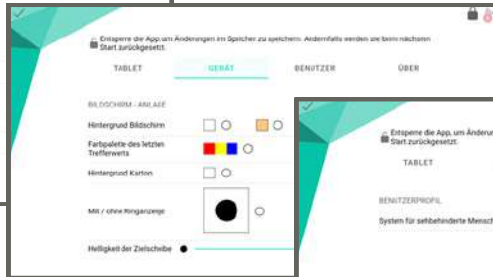 Entsperre die App, um Änderungen im Speicher zu speichern. Andernfalls werden sie beim nächsten
Start zurückgesetzt.
TABLET GERÄT BENUTZER ÜBER
BILDSCHIRM - ANLAGE
Hintergrund Bildschirm
Farbpalette des letzten
Trefferwerts
Hintergrund Karton
Mit / ohne Ringanzeige
Helligkeit der Zielscheibe
Entsperre die App, um Änderu
Start zurückgesetzt.
TABLET
BENITZERPROFIL
System für sehbehinderte Mensch